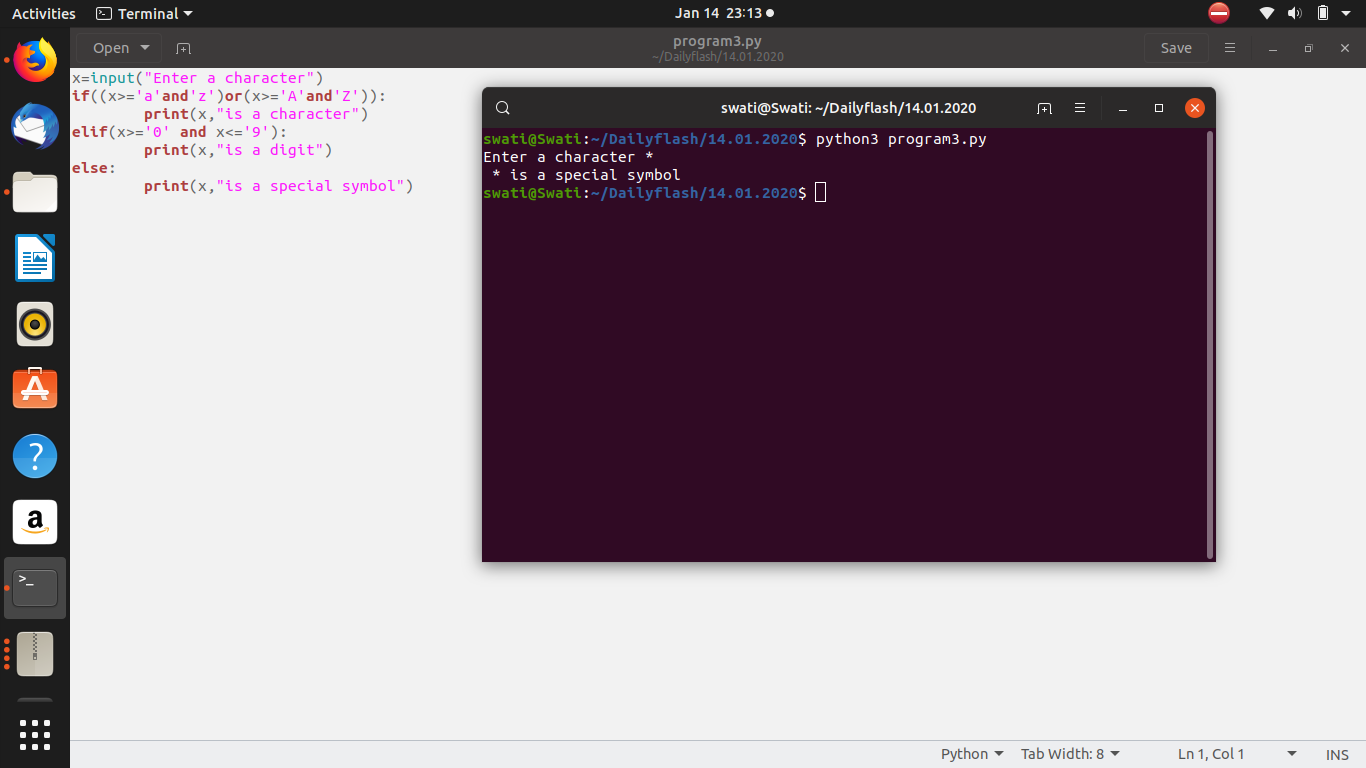 Activities
Terminal
Jan 14 23:13
Open
program3.py
~/Dailyflash/14.01.2020
Save
x=input("Enter a character")
if((x>='a'and'z')or(x>='A'and'Z')):
        print(x,"is a character")
elif(x>='0' and x<='9'):
        print(x,"is a digit")
else:
        print(x,"is a special symbol")
swati@Swati: ~/Dailyflash/14.01.2020
swati@Swati:~/Dailyflash/14.01.2020$ python3 program3.py
Enter a character *
 * is a special symbol
swati@Swati:~/Dailyflash/14.01.2020$
Python
Tab Width: 8
Ln 1, Col 1
INS